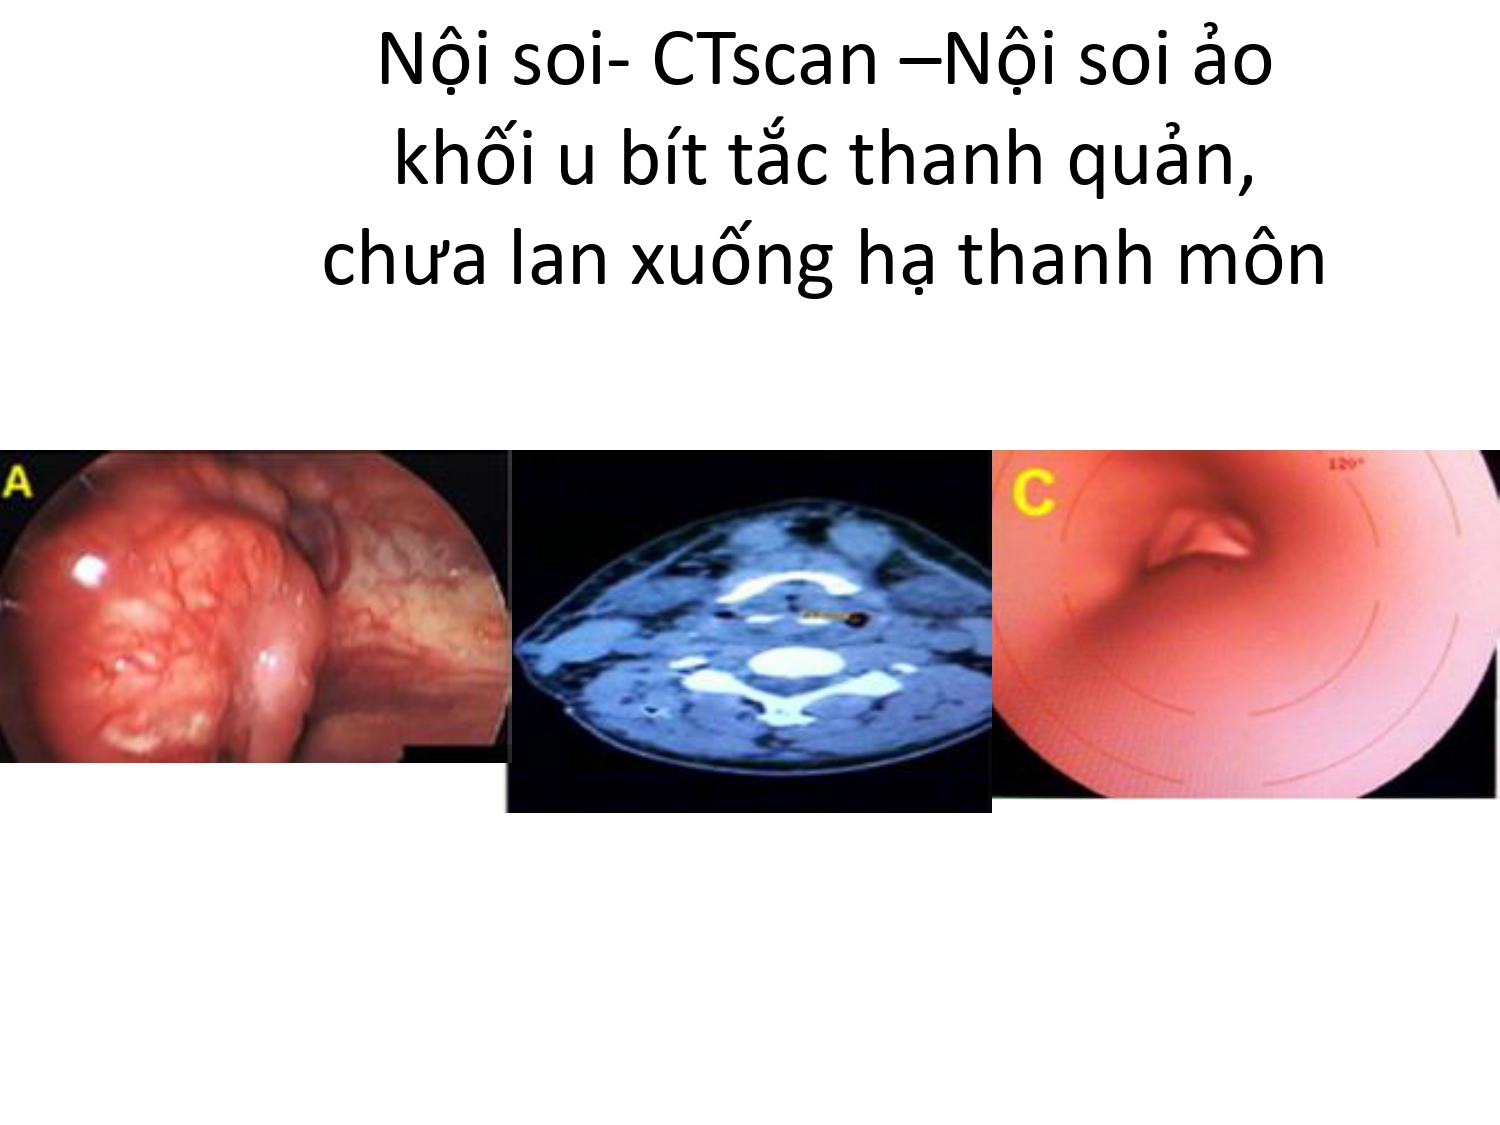 Nội soi- CTscan –Nội soi ảo
khối u bít tắc thanh quản,
chưa lan xuống hạ thanh môn
A
C
120°